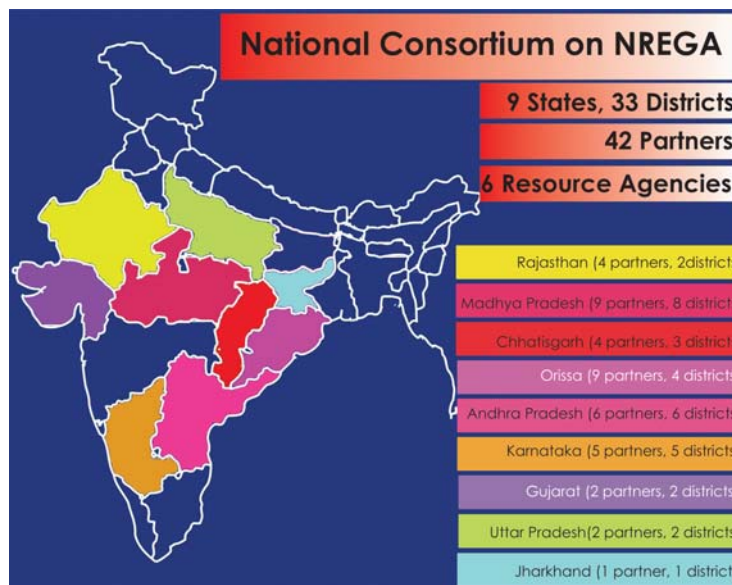 National Consortium on NREGA
9 States, 33 Districts
42 Partners
6 Resource Agencies
Rajasthan (4 partners, 2district
Madhya Pradesh (9 partners, 8 district
Chhatisgarh (4 partners, 3 district
Orissa (9 partners, 4 districts
Andhra Pradesh (6 partners, 6 districts
Karnataka (5 partners, 5 districts
Gujarat (2 partners, 2 districts
Uttar Pradesh(2 partners, 2 districts
Jharkhand (1 partner, 1 district